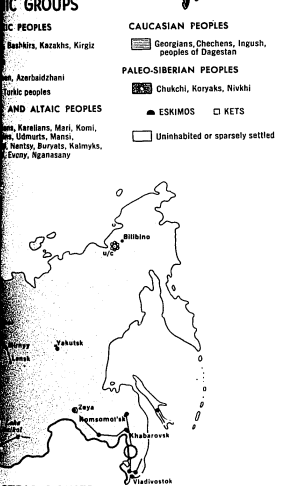 IC GROUPS
IC PEOPLES
Bashkirs, Kazakhs, Kirgiz
Azerbaidzhani
Turkic peoples
AND ALTAIC PEOPLES
Karelians, Mari, Komi,
Udmurts, Mansi,
Nentsy, Buryats, Kalmyks,
Eveny, Nganasany
CAUCASIAN PEOPLES
Georgians, Chechens, Ingush,
peoples of Dagestan
PALEO-SIBERIAN PEOPLES
Chukchi, Koryaks, Nivkhi
ESKIMOS
KETS
Uninhabited or sparsely settled
Bilibino
u/c
Yakutsk
Lensk
Zeya
Komsomol'sk
Khabarovsk
Vladivostok